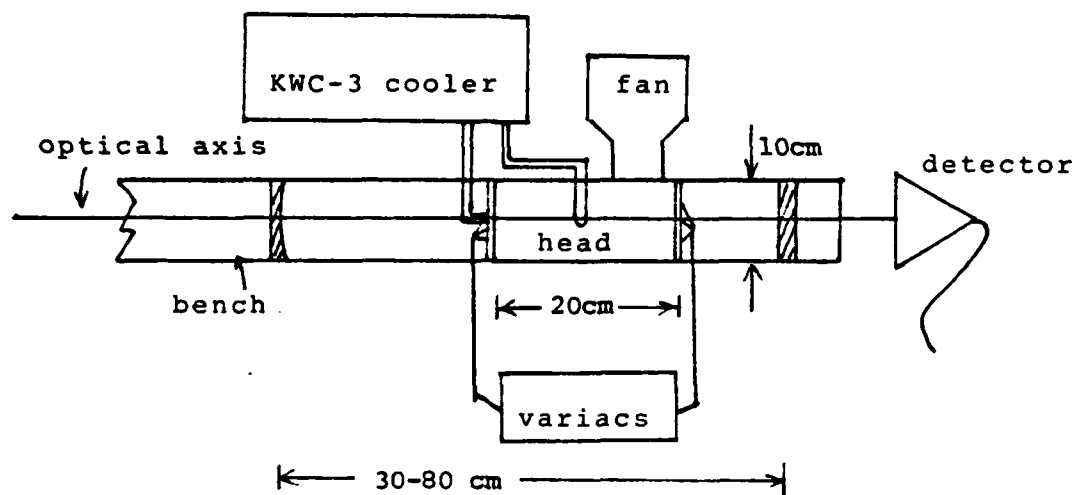 KWC-3 cooler
fan
optical axis
10cm
detector
head
bench
20cm
variacs
30-80 cm